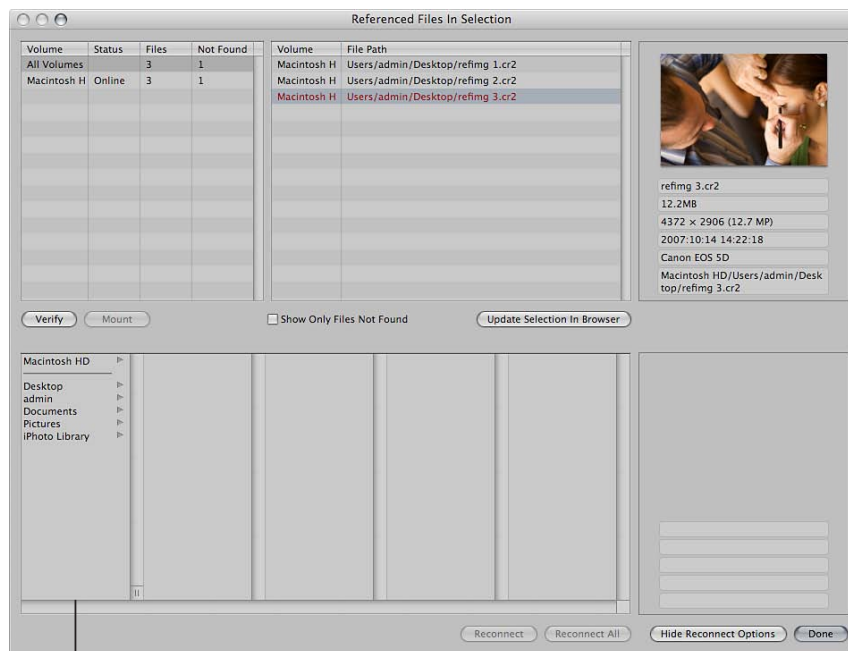 Referenced Files In Selection
Volume Status Files Not Found
All Volumes 3 1
Macintosh H Online 3 1
Volume File Path
Macintosh H Users/admin/Desktop/refimg 1.cr2
Macintosh H Users/admin/Desktop/refimg 2.cr2
Macintosh H Users/admin/Desktop/refimg 3.cr2
refimg 3.cr2
12.2MB
4372 × 2906 (12.7 MP)
2007:10:14 14:22:18
Canon EOS 5D
Macintosh HD/Users/admin/Desk
top/refimg 3.cr2
Verify Mount Show Only Files Not Found Update Selection In Browser
Macintosh HD
Desktop
admin
Documents
Pictures
iPhoto Library
Reconnect Reconnect All Hide Reconnect Options Done